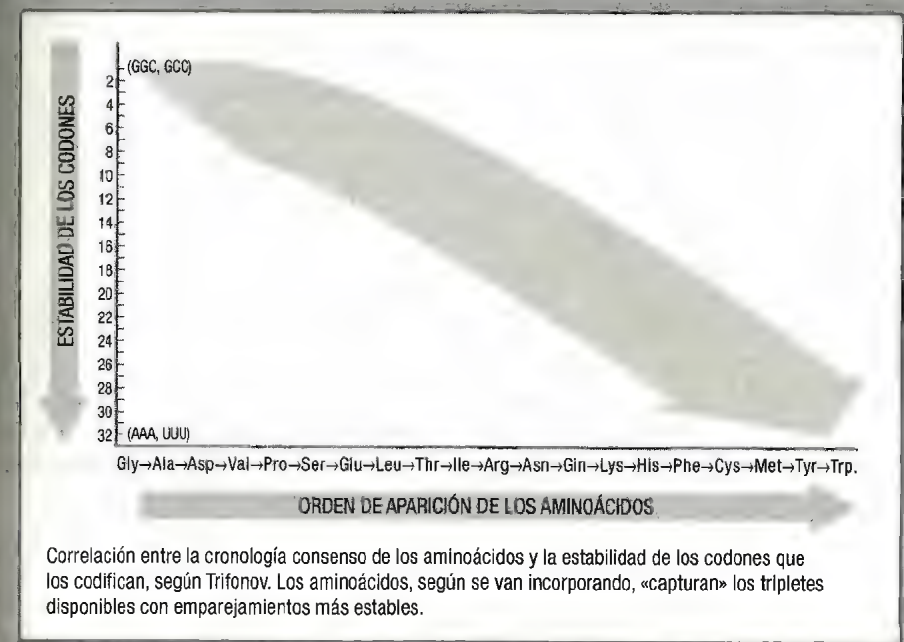 ESTABILIDAD DE LOS CODONES
(GGC, GCC)
2
4
6
8
10
12
14
16
18
20
22
24
26
28
30
32
(AAA, UUU)
Gly→Ala→Asp→Val→Pro→Ser→Glu→Leu→Thr→Ile→Arg→Asn→Gin→Lys→His→Phe→Cys→Met→Tyr→Trp.
ORDEN DE APARICIÓN DE LOS AMINOÁCIDOS
Correlación entre la cronología consenso de los aminoácidos y la estabilidad de los codones que
los codifican, según Trifonov. Los aminoácidos, según se van incorporando, «capturan» los tripletes
disponibles con emparejamientos más estables.